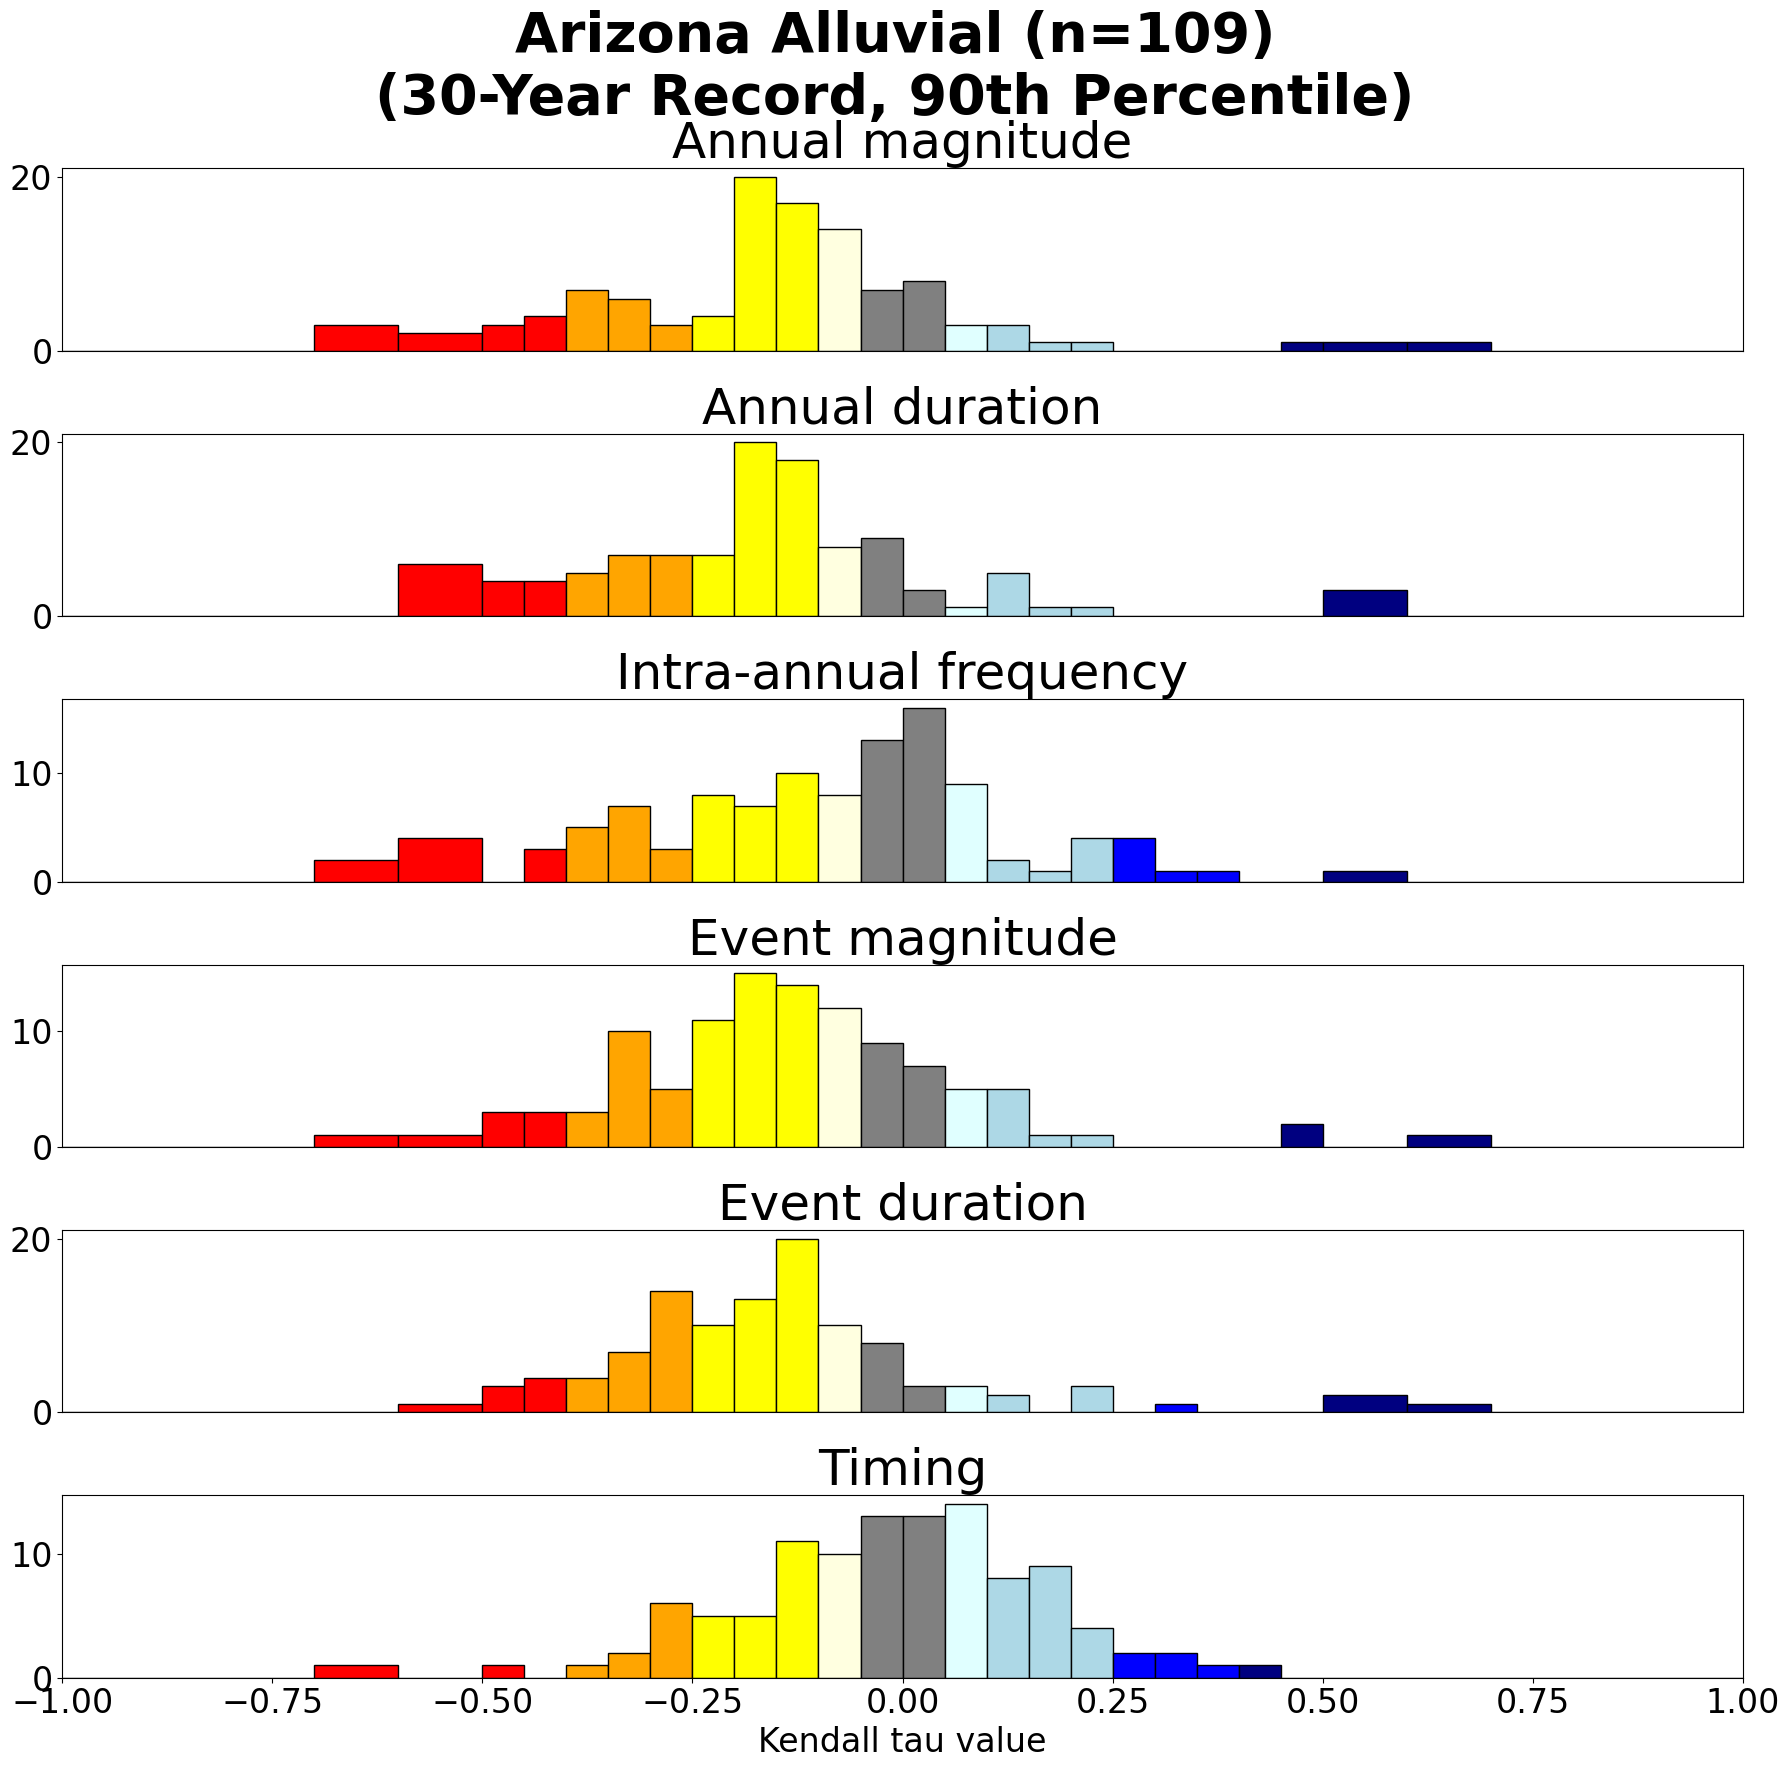 Arizona Alluvial (n=109)
(30-Year Record, 90th Percentile)
Annual magnitude
20
0
Annual duration
20
0
Intra-annual frequency
10
0
Event magnitude
10
0
Event duration
20
0
Timing
10
0
−1.00 −0.75 −0.50 −0.25 0.00 0.25 0.50 0.75 1.00
Kendall tau value